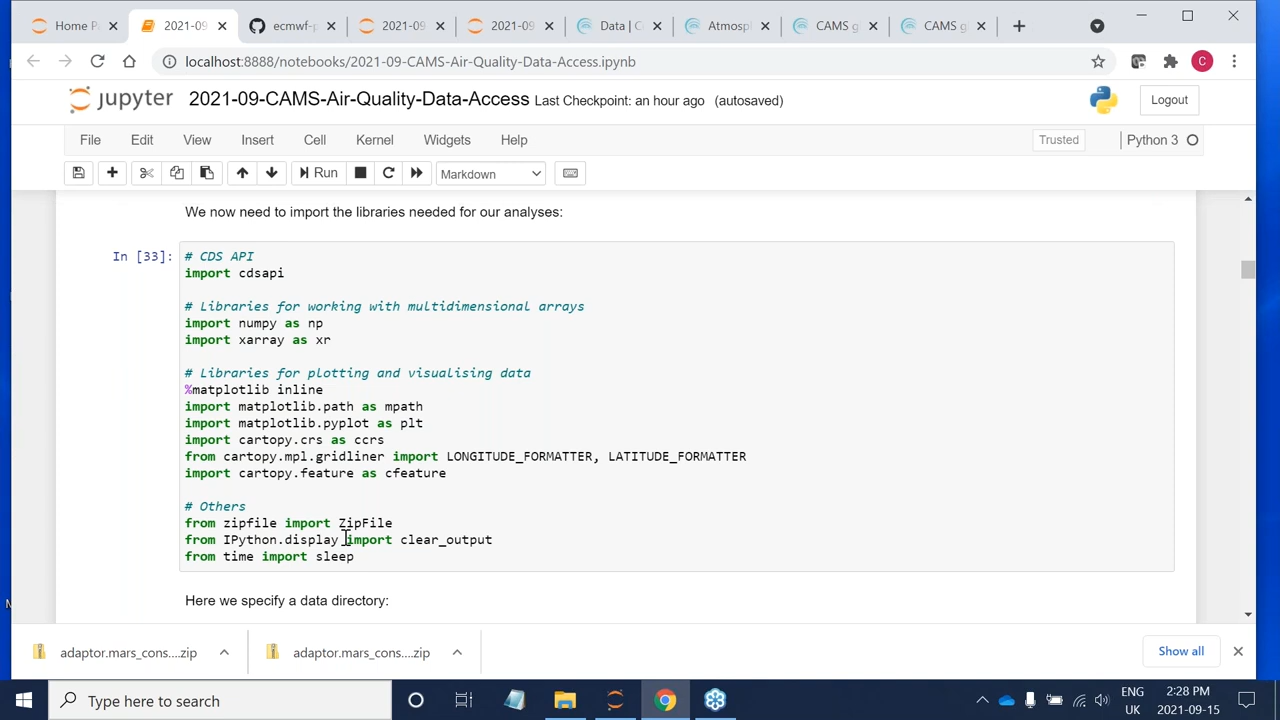 Home P
2021-09
ecmwf-p
2021-09
2021-09
Data | C
Atmosph
CAMS g
CAMS g
localhost:8888/notebooks/2021-09-CAMS-Air-Quality-Data-Access.ipynb
C
jupyter 2021-09-CAMS-Air-Quality-Data-Access Last Checkpoint: an hour ago (autosaved)
Logout
File Edit View Insert Cell Kernel Widgets Help
Trusted
Python 3
Run
Markdown
We now need to import the libraries needed for our analyses:
In [33]:
# CDS API
import cdsapi
# Libraries for working with multidimensional arrays
import numpy as np
import xarray as xr
# Libraries for plotting and visualising data
%matplotlib inline
import matplotlib.path as mpath
import matplotlib.pyplot as plt
import cartopy.crs as ccrs
from cartopy.mpl.gridliner import LONGITUDE_FORMATTER, LATITUDE_FORMATTER
import cartopy.feature as cfeature
# Others
from zipfile import ZipFile
from IPython.display import clear_output
from time import sleep
Here we specify a data directory:
adaptor.mars_cons....zip
adaptor.mars_cons....zip
Show all
Type here to search
ENG
UK
2:28 PM
2021-09-15